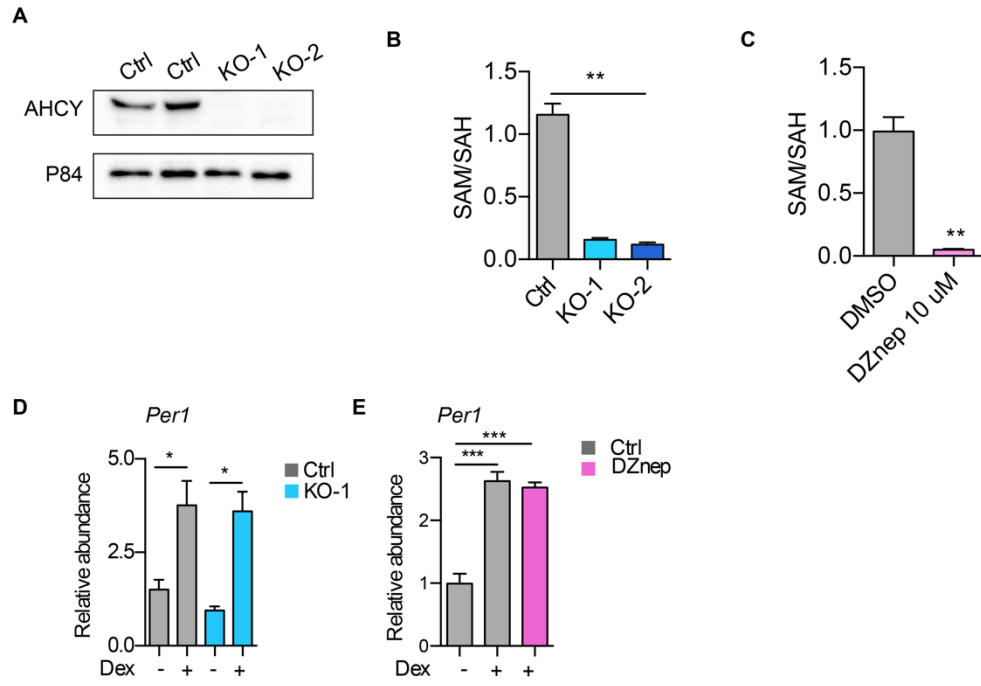 A
Ctrl Ctrl KO-1 KO-2
AHCY
P84
B
**
SAM/SAH
1.5
1.0
0.5
0.0
Ctrl KO-1 KO-2
C
SAM/SAH
1.5
1.0
0.5
0.0
**
DMSO DZnep 10 uM
D
Per1
Relative abundance
5.0
2.5
0.0
* *
Ctrl
KO-1
Dex - + - +
E
Per1
Relative abundance
3
2
1
0
***
***
Ctrl
DZnep
Dex - + +